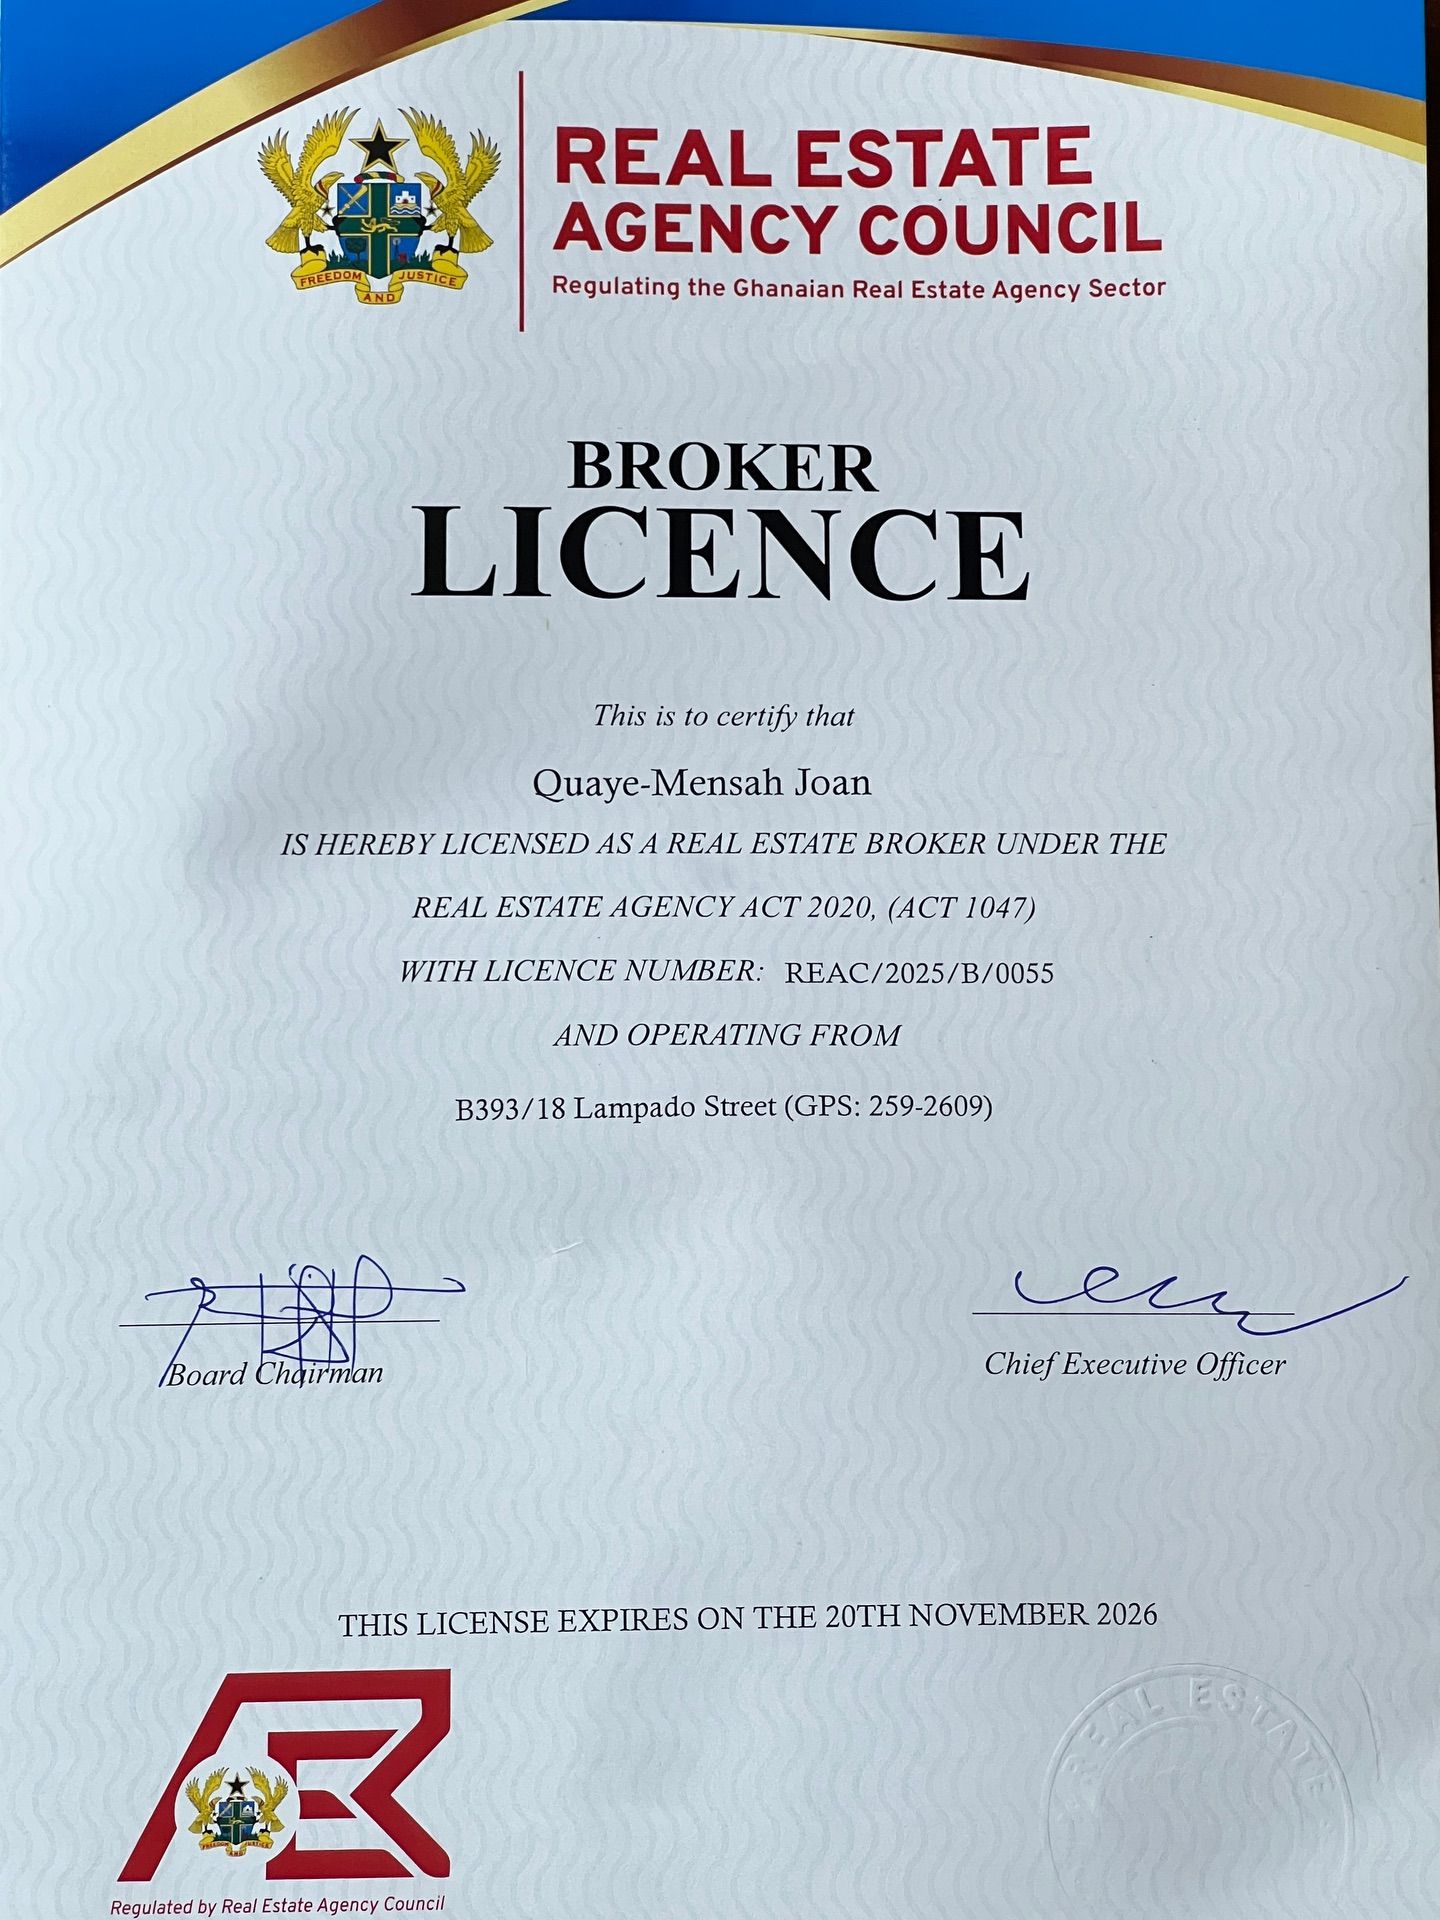 FREEDOM AND JUSTICE
REAL ESTATE
AGENCY COUNCIL
Regulating the Ghanaian Real Estate Agency Sector
BROKER
LICENCE
This is to certify that
Quaye-Mensah Joan
IS HEREBY LICENSED AS A REAL ESTATE BROKER UNDER THE
REAL ESTATE AGENCY ACT 2020, (ACT 1047)
WITH LICENCE NUMBER: REAC/2025/B/0055
AND OPERATING FROM
B393/18 Lampado Street (GPS: 259-2609)
Board Chairman
Chief Executive Officer
THIS LICENSE EXPIRES ON THE 20TH NOVEMBER 2026
REAL ESTATE
FREEDOM AND JUSTICE
Regulated by Real Estate Agency Council